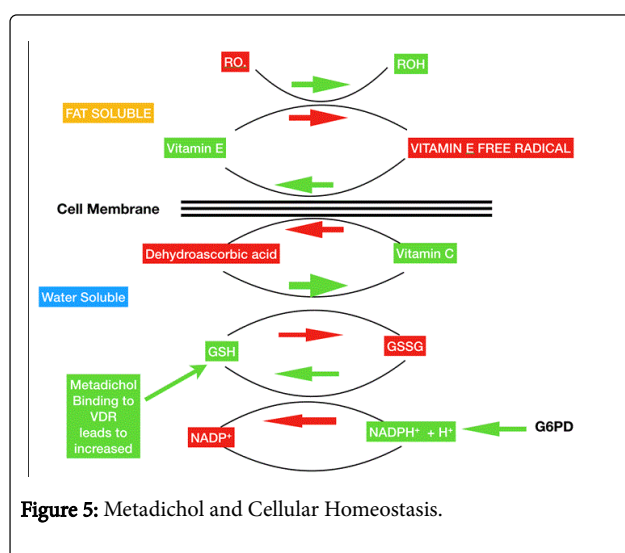 RO.
ROH
FAT SOLUBLE
Vitamin E
VITAMIN E FREE RADICAL
Cell Membrane
Dehydroascorbic acid
Vitamin C
Water Soluble
GSH
GSSG
Metadichol
Binding to
VDR
leads to
increased
NADP⁺
NADPH⁺ + H⁺
G6PD
Figure 5: Metadichol and Cellular Homeostasis.